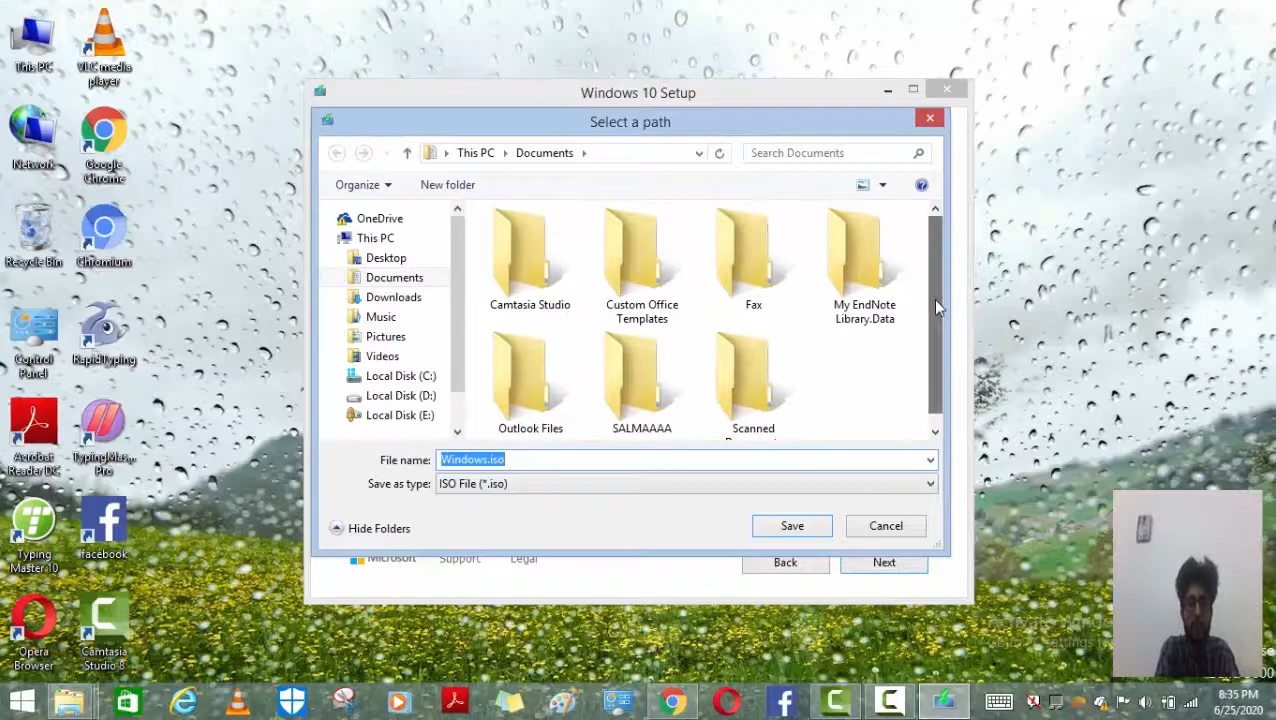 This PC
VLC media
player
Network
Google
Chrome
Recycle Bin
Chromium
Control
Panel
RapidTyping
Acrobat
Reader DC
TypingMas...
Pro
Typing
Master 10
facebook
Opera
Browser
Camtasia
Studio 8
Windows 10 Setup
Select a path
This PC
Documents
Search Documents
Organize
New folder
OneDrive
This PC
Desktop
Documents
Downloads
Music
Pictures
Videos
Local Disk (C:)
Local Disk (D:)
Local Disk (E:)
Camtasia Studio
Custom Office
Templates
Fax
My EndNote
Library.Data
Outlook Files
SALMAAAA
Scanned
File name:
Windows.iso
Save as type:
ISO File (*.iso)
Hide Folders
Save
Cancel
Microsoft
Support
Legal
Back
Next
8:35 PM
6/25/2020